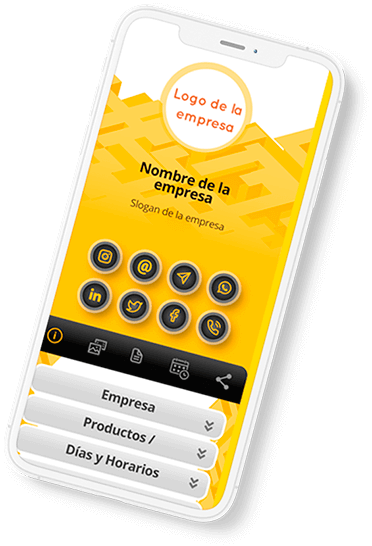 Logo de la
empresa
Nombre de la
empresa
Slogan de la empresa
Empresa
Productos /
Días y Horarios